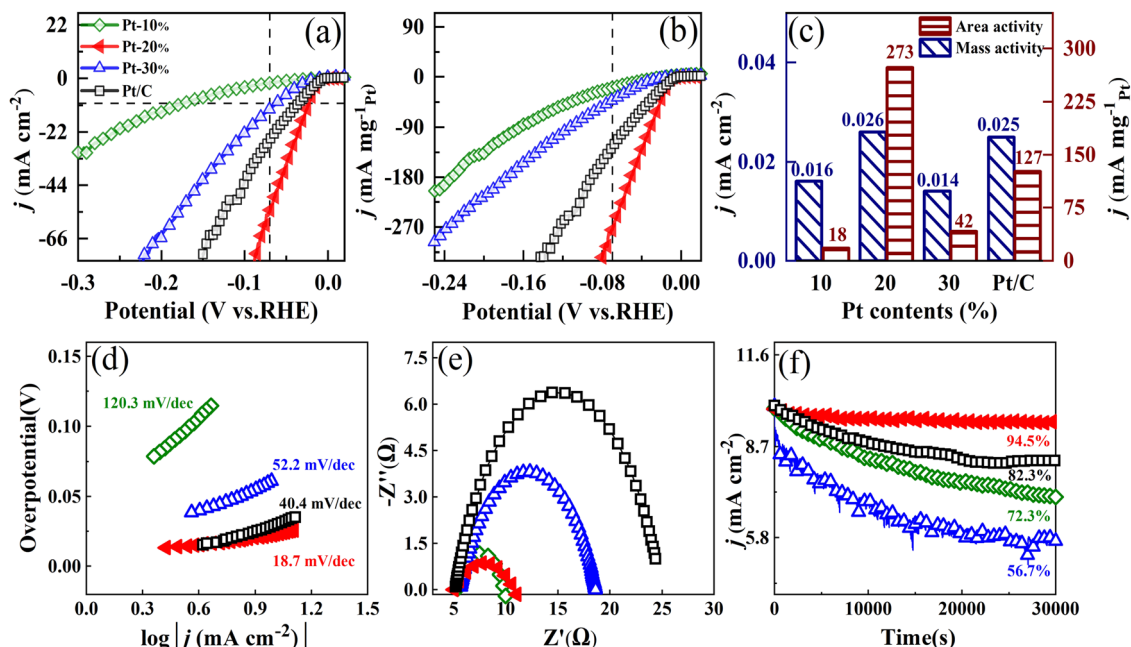 (a)
22
0
-22
-44
-66
j (mA cm-2)
Pt-10%
Pt-20%
Pt-30%
Pt/C
-0.3 -0.2 -0.1 0.0
Potential (V vs.RHE)
(b)
90
0
-90
-180
-270
j (mA mg-1Pt)
-0.24 -0.16 -0.08 0.00
Potential (V vs.RHE)
(c)
0.04
0.02
0.00
j (mA cm-2)
Area activity
Mass activity
0.016
18
0.026
273
0.014
42
0.025
127
300
225
150
75
0
j (mA mg-1Pt)
10 20 30 Pt/C
Pt contents (%)
(d)
0.15
0.10
0.05
0.00
Overpotential(V)
120.3 mV/dec
52.2 mV/dec
40.4 mV/dec
18.7 mV/dec
0.0 0.3 0.6 0.9 1.2 1.5
log |j (mA cm-2)|
(e)
7.5
6.0
4.5
3.0
1.5
0.0
-Z''(Ω)
0 5 10 15 20 25 30
Z'(Ω)
(f)
11.6
8.7
5.8
j (mA cm-2)
94.5%
82.3%
72.3%
56.7%
0 10000 20000 30000
Time(s)